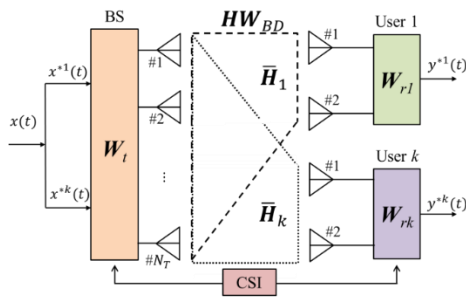 BS
HW_BD
User 1
#1
#1
x*¹(t)
H̄₁
W_r1
y*¹(t)
#2
#2
x(t)
W_t
User k
#1
x*ᵏ(t)
⋮
H̄_k
W_rk
y*ᵏ(t)
#2
#N_T
CSI